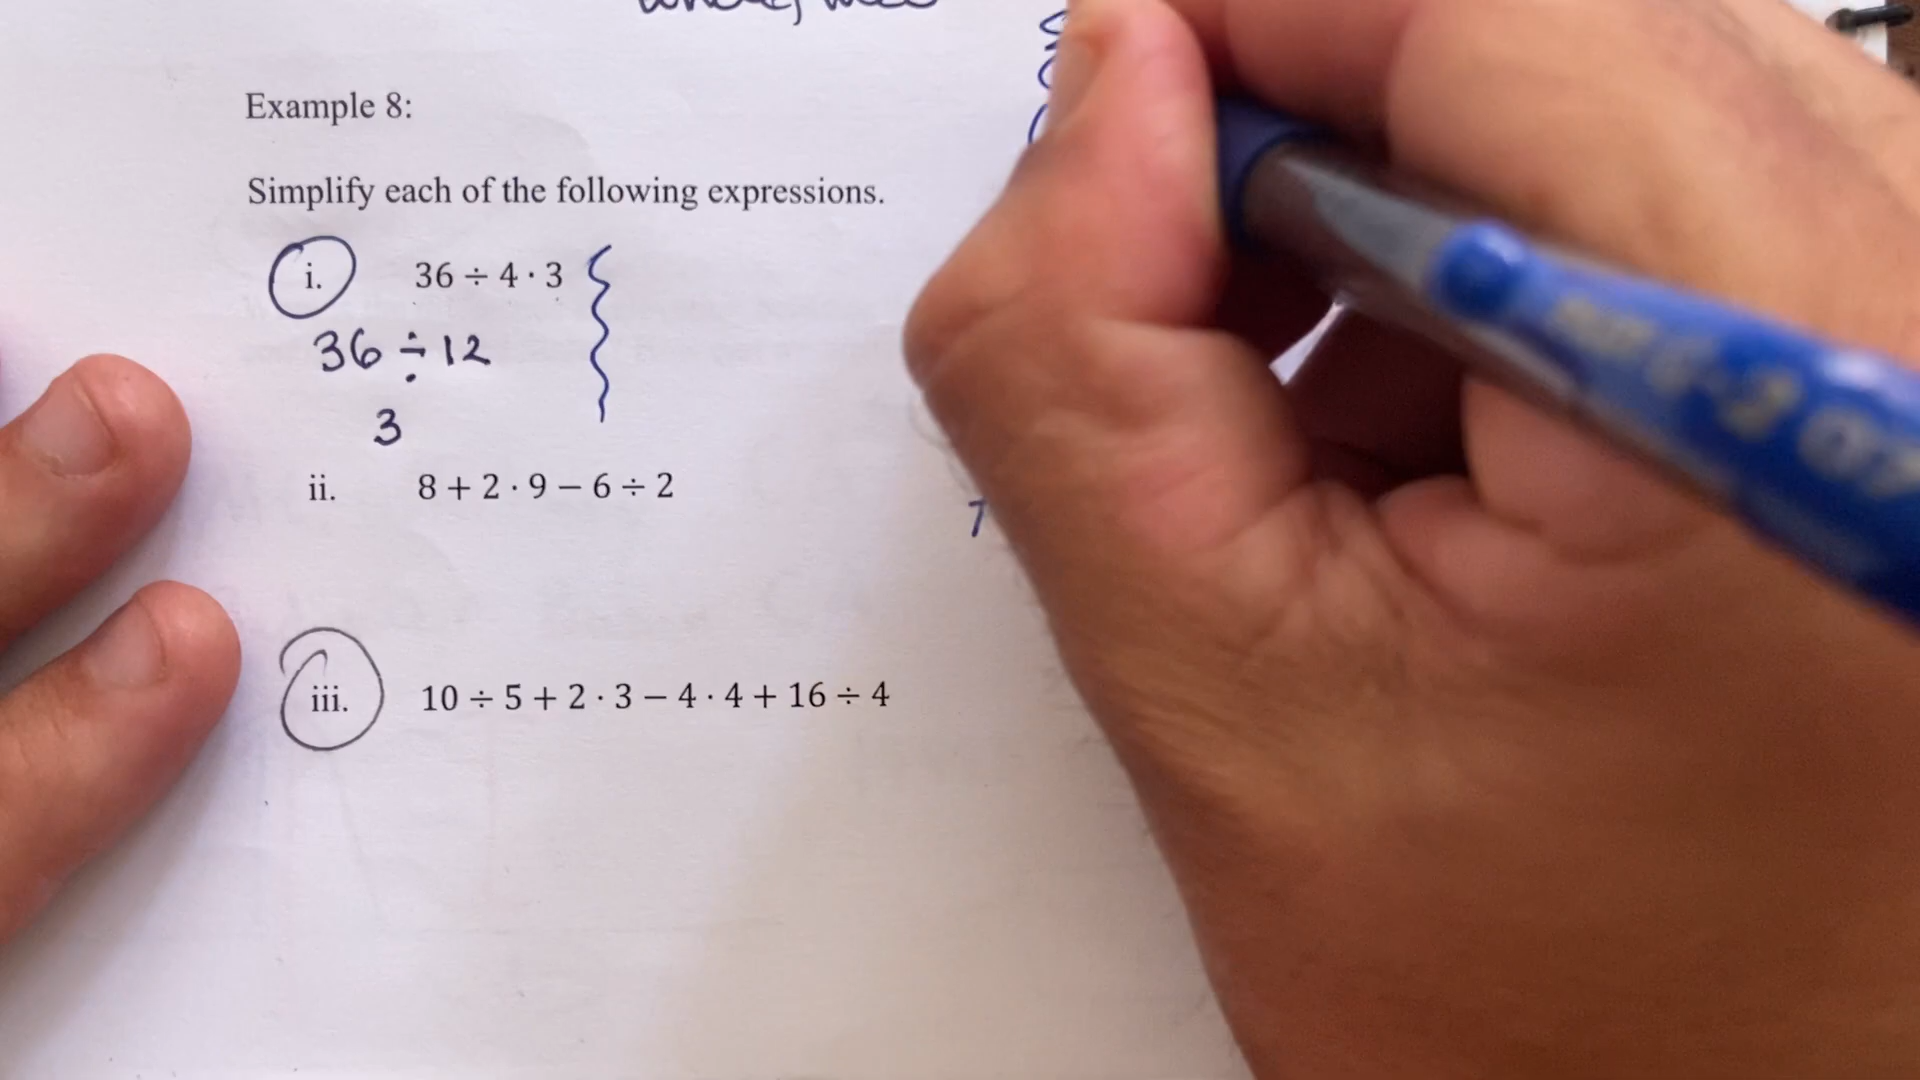 Example 8:
Simplify each of the following expressions.
i. 36 ÷ 4 · 3
36 ÷ 12
3
ii. 8 + 2 · 9 − 6 ÷ 2
iii. 10 ÷ 5 + 2 · 3 − 4 · 4 + 16 ÷ 4